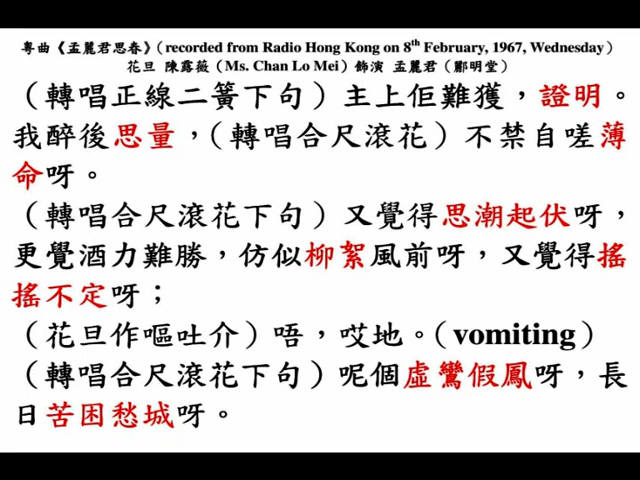 粵曲《孟麗君思春》（recorded from Radio Hong Kong on 8th February, 1967, Wednesday）
花旦 陳露薇（Ms. Chan Lo Mei）飾演 孟麗君（酈明堂）
（轉唱正線二簧下句）主上佢難獲，證明。
我醉後思量，（轉唱合尺滾花）不禁自嗟薄
命呀。
（轉唱合尺滾花下句）又覺得思潮起伏呀，
更覺酒力難勝，仿似柳絮風前呀，又覺得搖
搖不定呀；
（花旦作嘔吐介）唔，哎地。（vomiting）
（轉唱合尺滾花下句）呢個虛鸞假鳳呀，長
日苦困愁城呀。